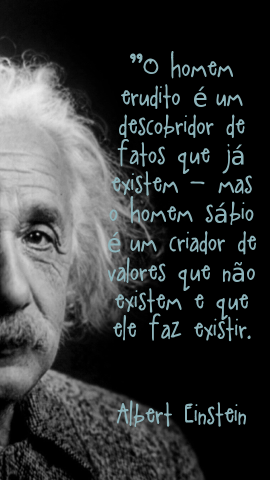 "O homem
erudito é um
descobridor de
fatos que já
existem - mas
o homem sábio
é um criador de
valores que não
existem e que
ele faz existir.
Albert Einstein